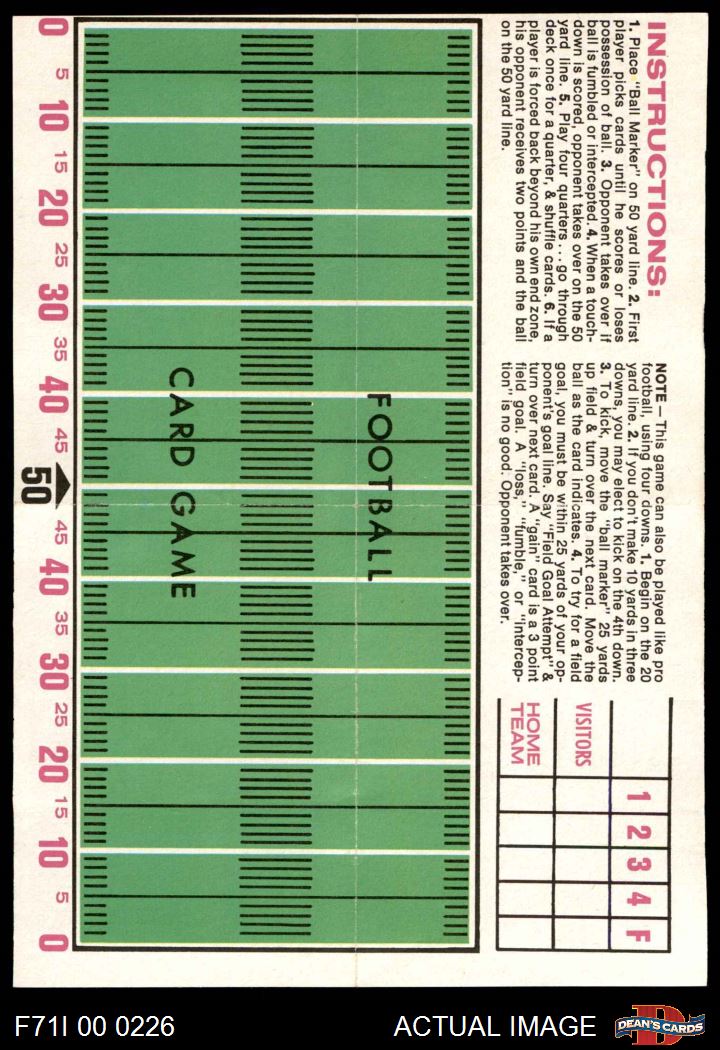 INSTRUCTIONS:
1. Place "Ball Marker" on 50 yard line. 2. First
player picks cards until he scores or loses
possession of ball. 3. Opponent takes over if
ball is fumbled or intercepted. 4. When a touch-
down is scored, opponent takes over on the 50
yard line. 5. Play four quarters ... go through
deck once for a quarter, & shuffle cards. 6. If a
player is forced back beyond his own end zone,
his opponent receives two points and the ball
on the 50 yard line.
NOTE — This game can also be played like pro
football, using four downs. 1. Begin on the 20
yard line. 2. If you don't make 10 yards in three
downs, you may elect to kick on the 4th down.
3. To kick, move the "ball marker" 25 yards
up field & turn over the next card. Move the
ball as the card indicates. 4. To try for a field
goal, you must be within 25 yards of your op-
ponent's goal line. Say "Field Goal Attempt" &
turn over next card. A "gain" card is a 3 point
field goal. A "loss," "fumble," or "intercep-
tion" is no good. Opponent takes over.
1 2 3 4 F
VISITORS
HOME
TEAM
FOOTBALL
CARD GAME
0 5 10 15 20 25 30 35 40 45 50 45 40 35 30 25 20 15 10 5 0
F71I 00 0226
ACTUAL IMAGE
D
DEAN'S CARDS